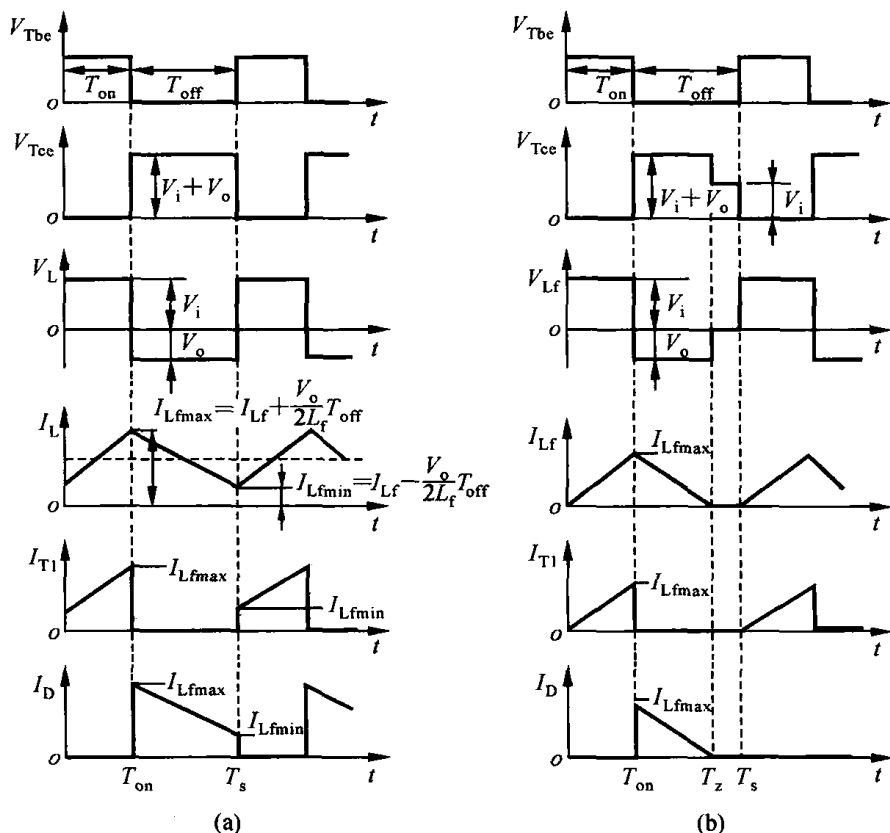 V_Tbe
T_on
T_off
o
t
V_Tce
V_i + V_o
o
t
V_L
V_i
V_o
o
t
I_L
I_Lfmax = I_Lf + V_o/2L_f T_off
I_Lfmin = I_Lf − V_o/2L_f T_off
o
t
I_T1
I_Lfmax
I_Lfmin
o
t
I_D
I_Lfmax
I_Lfmin
o
T_on
T_s
t
(a)
V_Tbe
T_on
T_off
o
t
V_Tce
V_i + V_o
V_i
o
t
V_Lf
V_i
V_o
o
t
I_Lf
I_Lfmax
o
t
I_T1
I_Lfmax
o
t
I_D
I_Lfmax
o
T_on
T_z
T_s
t
(b)